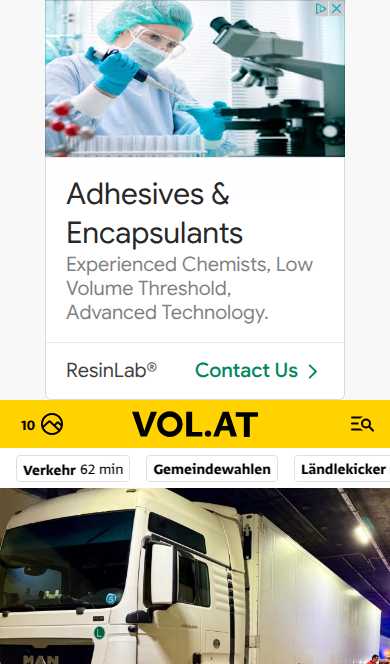 Adhesives &
Encapsulants
Experienced Chemists, Low
Volume Threshold,
Advanced Technology.
ResinLab®
Contact Us
10
VOL.AT
Verkehr 62 min
Gemeindewahlen
Ländlekicker
MAN
L